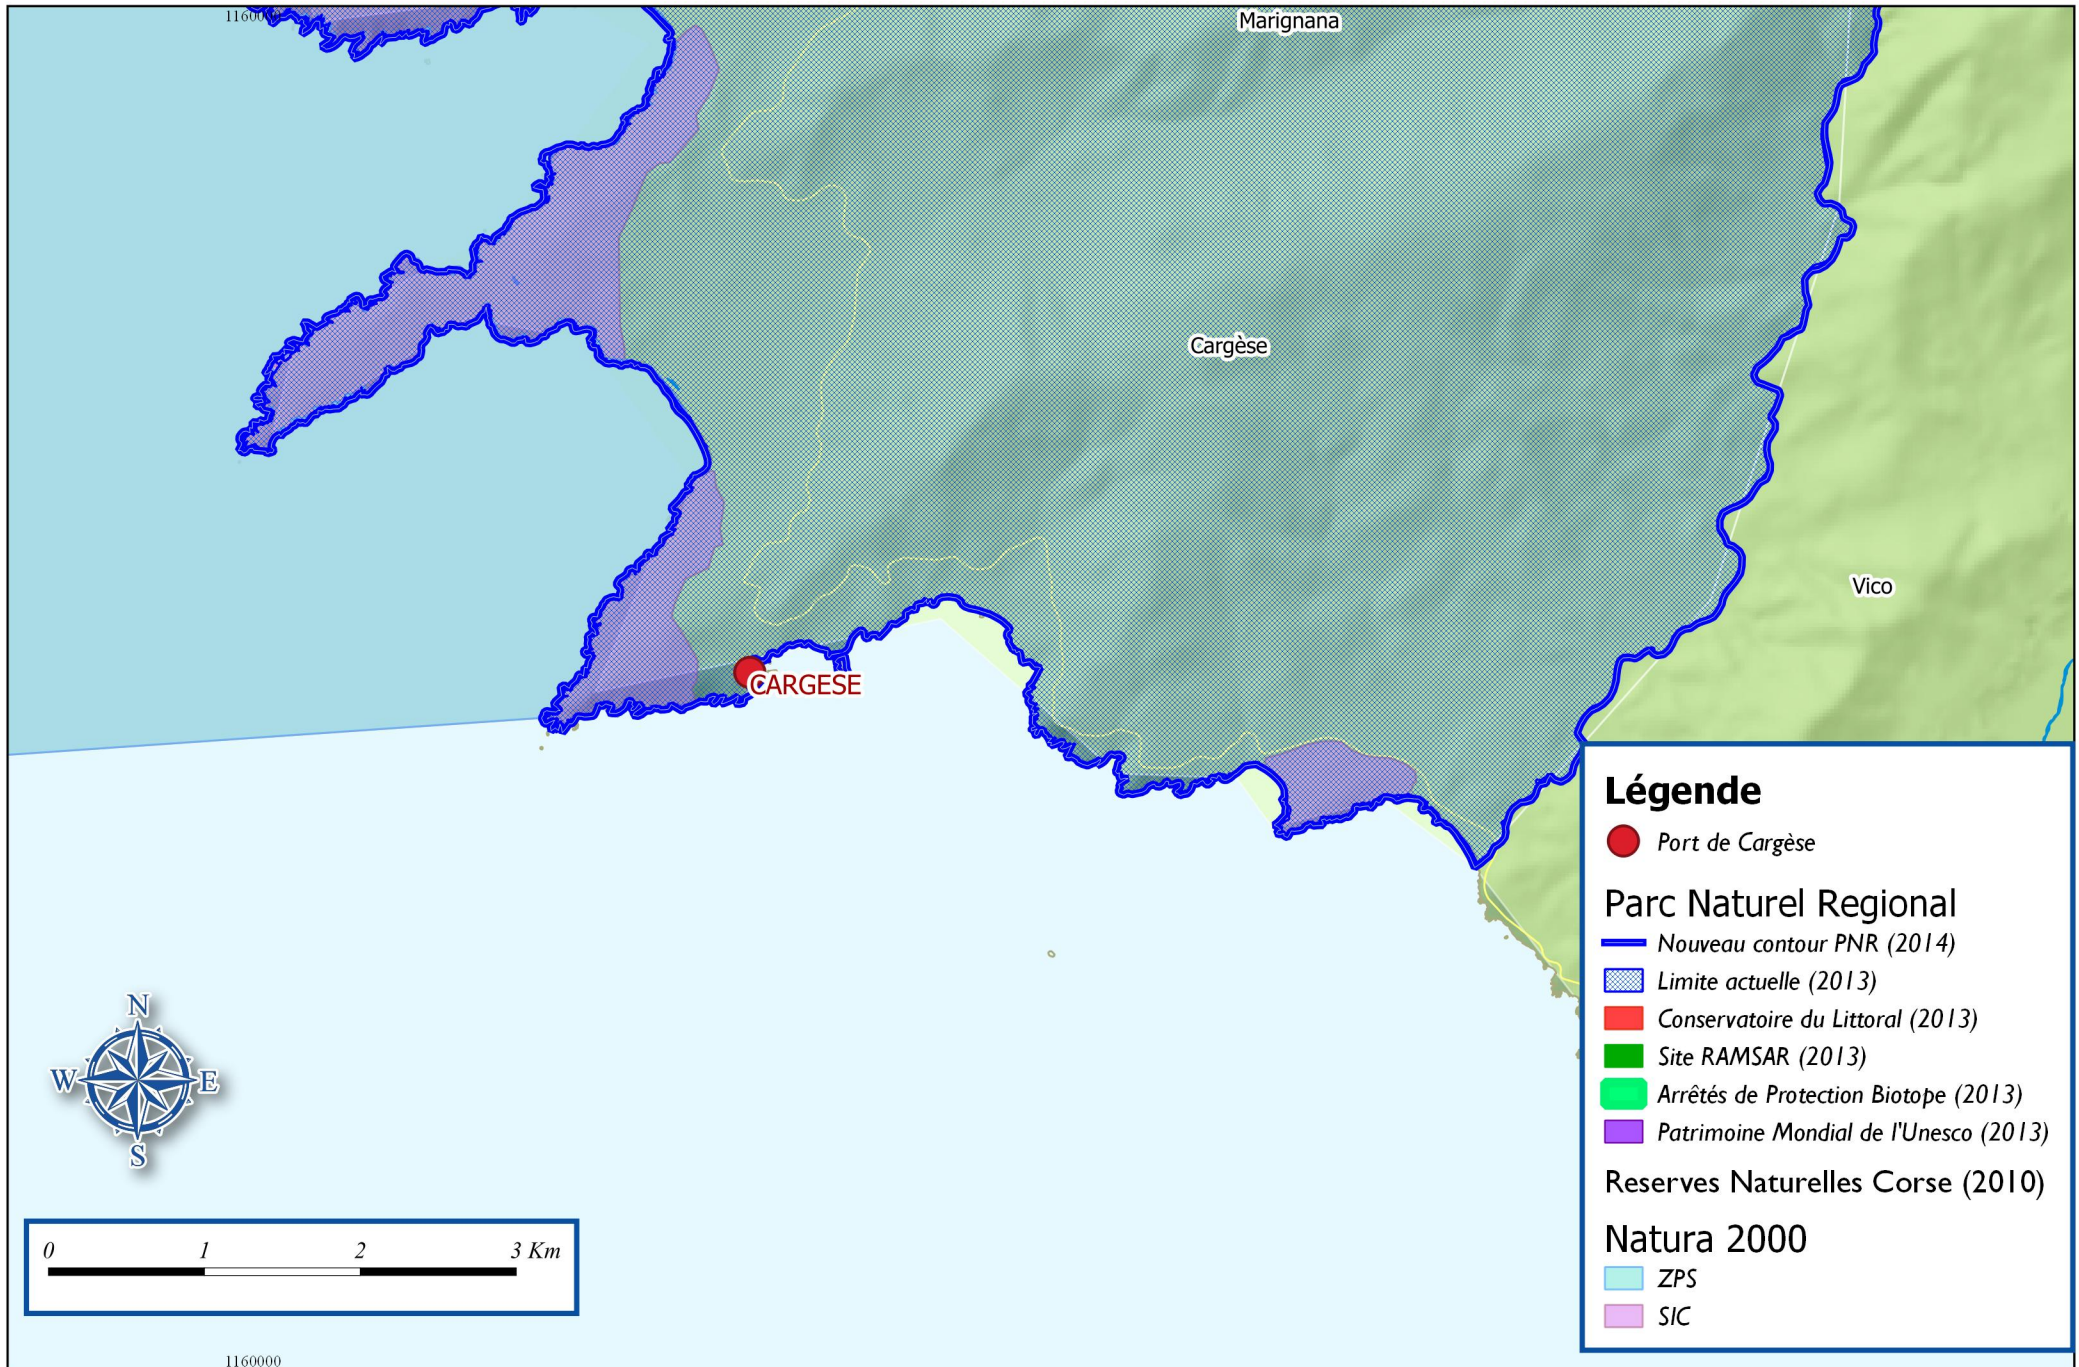 1160000
Marignana
Cargèse
Vico
CARGESE
Légende
Port de Cargèse
Parc Naturel Regional
Nouveau contour PNR (2014)
Limite actuelle (2013)
Conservatoire du Littoral (2013)
Site RAMSAR (2013)
Arrêtés de Protection Biotope (2013)
Patrimoine Mondial de l'Unesco (2013)
Reserves Naturelles Corse (2010)
Natura 2000
ZPS
SIC
N
W E
S
0 1 2 3 Km
1160000